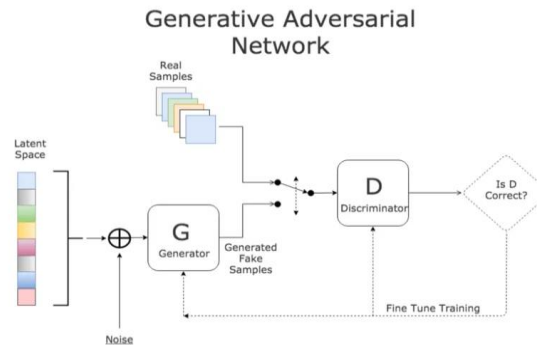 Generative Adversarial
Network
Real
Samples
Latent
Space
G
Generator
Generated
Fake
Samples
D
Discriminator
Is D
Correct?
Fine Tune Training
Noise